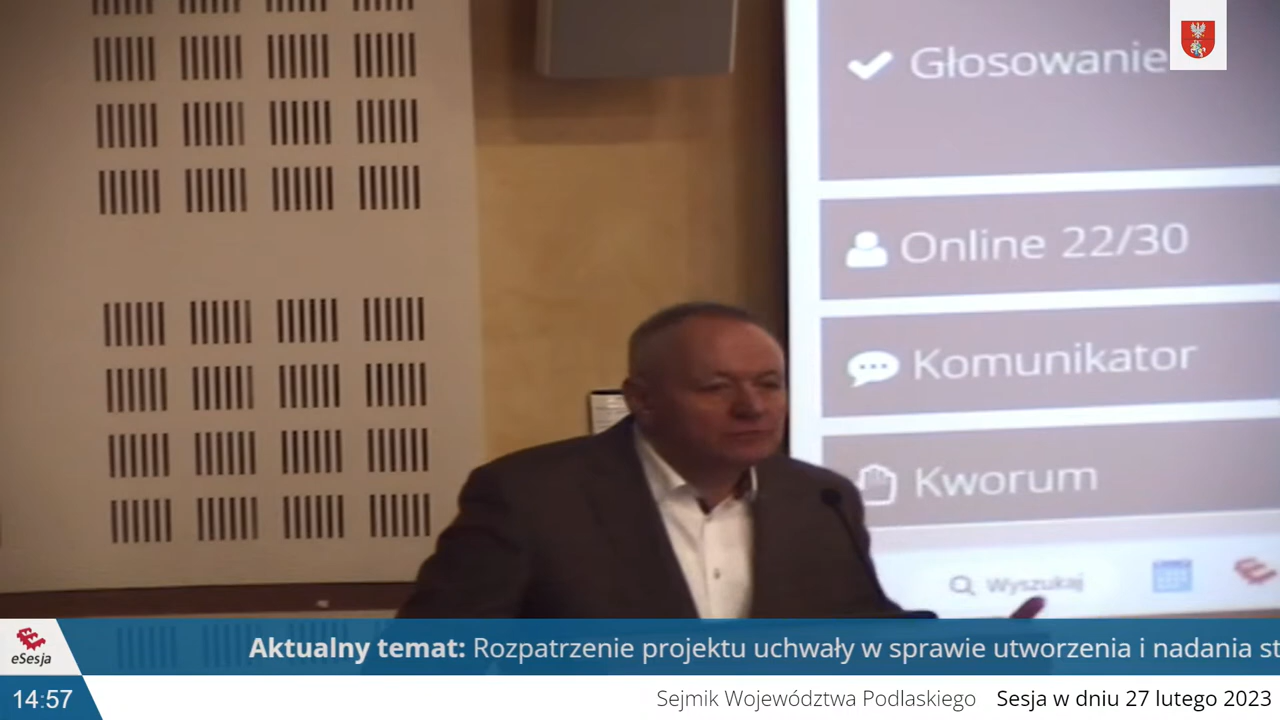 Głosowanie
Online 22/30
Komunikator
Kworum
Wyszukaj
eSesja
Aktualny temat: Rozpatrzenie projektu uchwały w sprawie utworzenia i nadania st
14:57
Sejmik Województwa Podlaskiego Sesja w dniu 27 lutego 2023